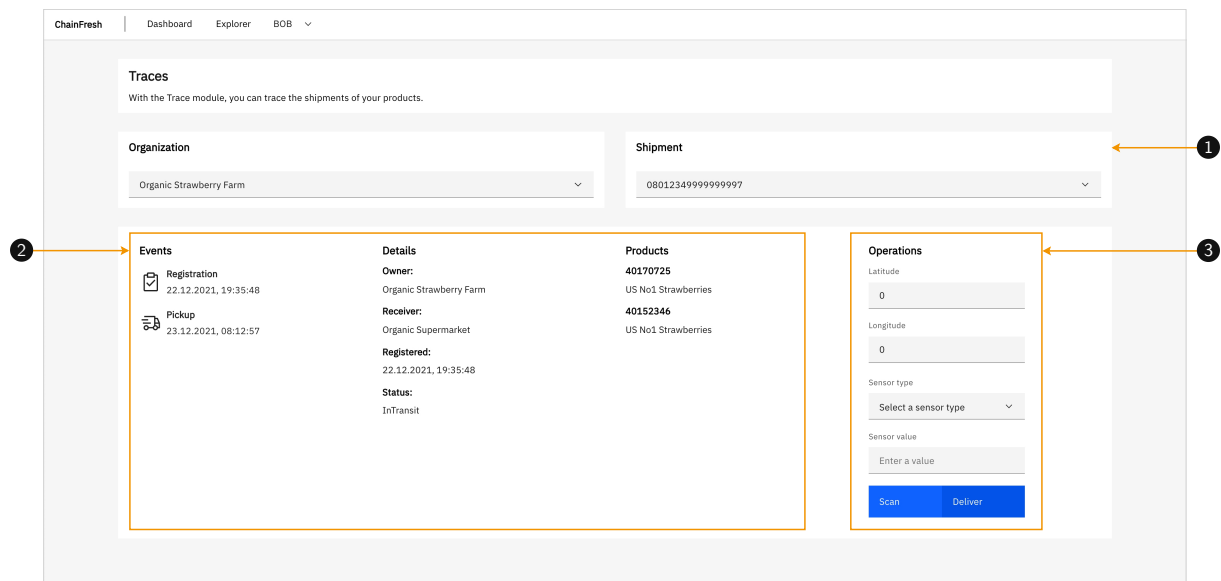 ChainFresh Dashboard Explorer BOB
Traces
With the Trace module, you can trace the shipments of your products.
Organization
Organic Strawberry Farm
Shipment
08012349999999997
1
2
Events
Registration
22.12.2021, 19:35:48
Pickup
23.12.2021, 08:12:57
Details
Owner:
Organic Strawberry Farm
Receiver:
Organic Supermarket
Registered:
22.12.2021, 19:35:48
Status:
InTransit
Products
40170725
US No1 Strawberries
40152346
US No1 Strawberries
Operations
Latitude
0
Longitude
0
Sensor type
Select a sensor type
Sensor value
Enter a value
Scan Deliver
3